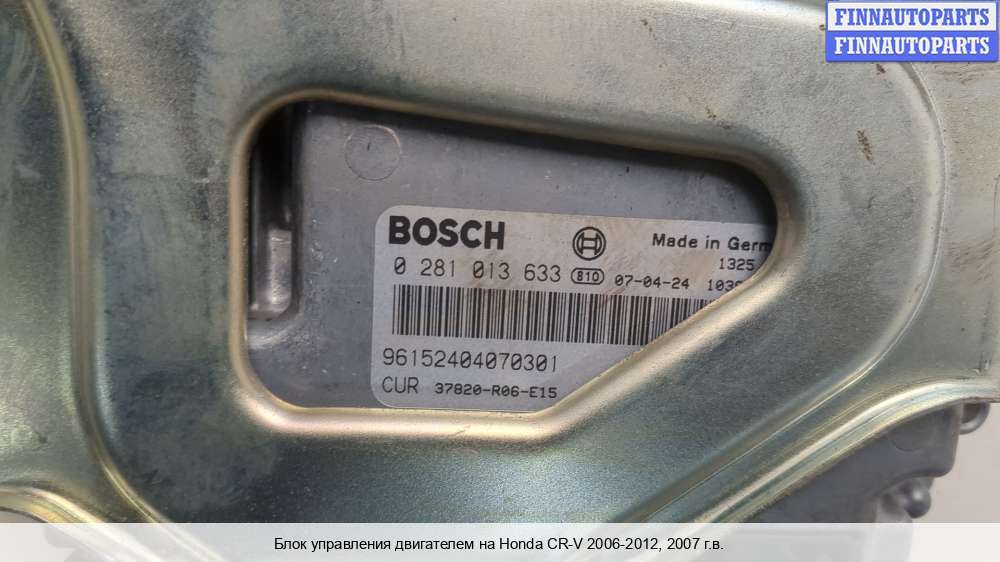 FINNAUTOPARTS
FINNAUTOPARTS
BOSCH
Made in Germ
0 281 013 633 810 07-04-24
1325
96152404070301
CUR 37820-R06-E15
Блок управления двигателем на Honda CR-V 2006-2012, 2007 г.в.